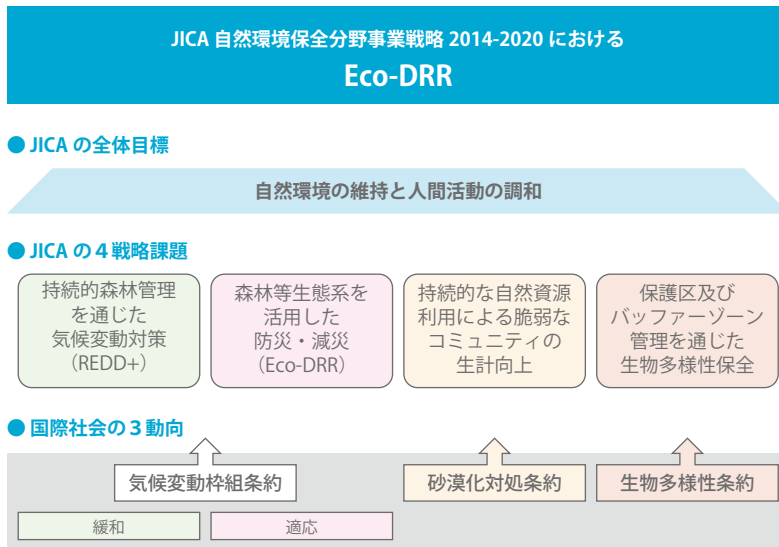 JICA 自然環境保全分野事業戦略 2014-2020 における
Eco-DRR
● JICA の全体目標
自然環境の維持と人間活動の調和
● JICA の４戦略課題
持続的森林管理
を通じた
気候変動対策
（REDD+）
森林等生態系を
活用した
防災・減災
（Eco-DRR）
持続的な自然資源
利用による脆弱な
コミュニティの
生計向上
保護区及び
バッファーゾーン
管理を通じた
生物多様性保全
● 国際社会の３動向
気候変動枠組条約
砂漠化対処条約
生物多様性条約
緩和
適応